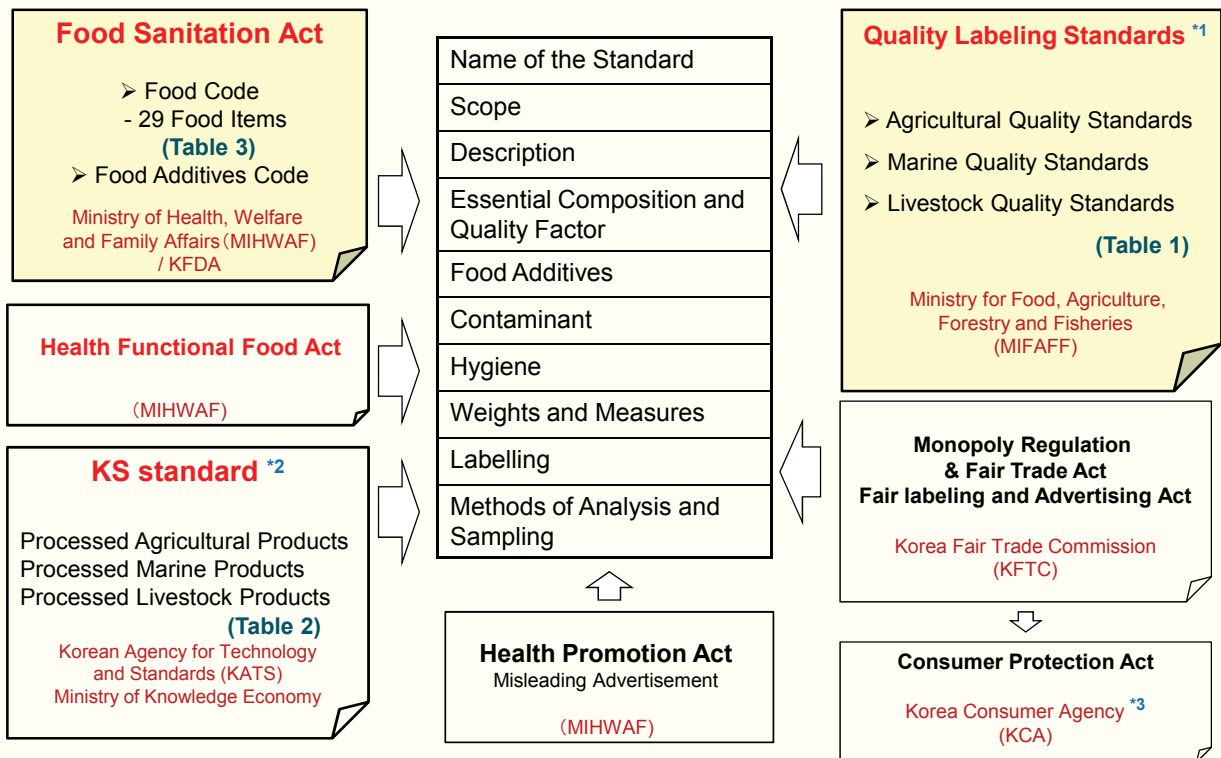 Food Sanitation Act
➢ Food Code
- 29 Food Items
(Table 3)
➢ Food Additives Code
Ministry of Health, Welfare
and Family Affairs(MIHWAF)
/ KFDA
Health Functional Food Act
(MIHWAF)
KS standard *2
Processed Agricultural Products
Processed Marine Products
Processed Livestock Products
(Table 2)
Korean Agency for Technology
and Standards (KATS)
Ministry of Knowledge Economy
Name of the Standard
Scope
Description
Essential Composition and
Quality Factor
Food Additives
Contaminant
Hygiene
Weights and Measures
Labelling
Methods of Analysis and
Sampling
Health Promotion Act
Misleading Advertisement
(MIHWAF)
Quality Labeling Standards *1
➢ Agricultural Quality Standards
➢ Marine Quality Standards
➢ Livestock Quality Standards
(Table 1)
Ministry for Food, Agriculture,
Forestry and Fisheries
(MIFAFF)
Monopoly Regulation
& Fair Trade Act
Fair labeling and Advertising Act
Korea Fair Trade Commission
(KFTC)
Consumer Protection Act
Korea Consumer Agency *3
(KCA)